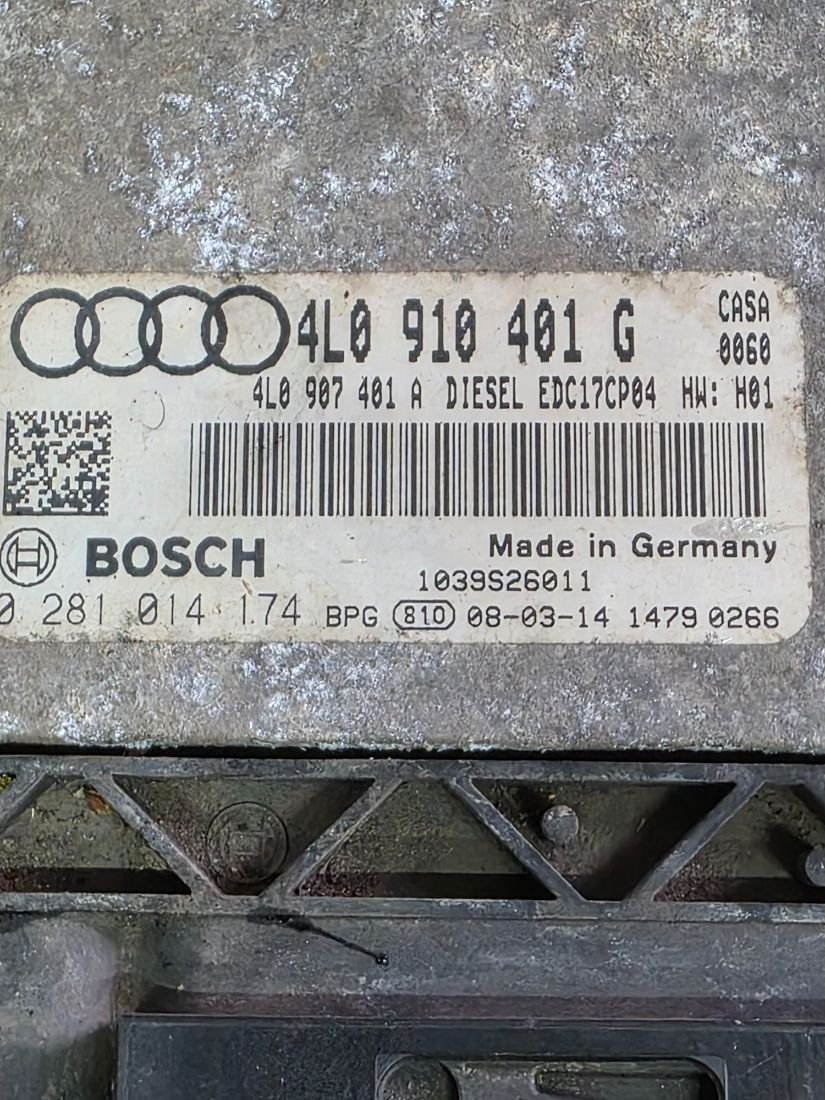 4L0 910 401 G
CASA
0060
4L0 907 401 A DIESEL EDC17CP04 HW: H01
BOSCH
Made in Germany
1039S26011
0 281 014 174 BPG 810 08-03-14 1479 0266